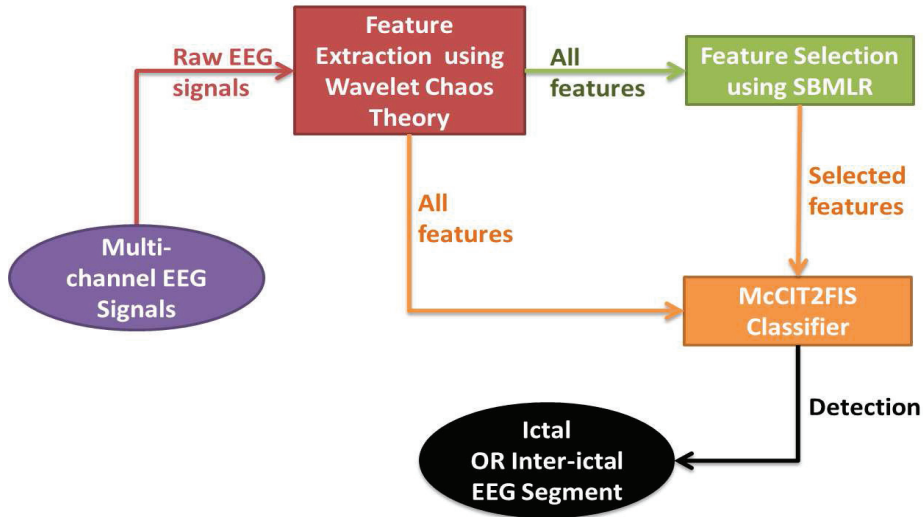 Raw EEG
signals
Feature
Extraction using
Wavelet Chaos
Theory
All
features
Feature Selection
using SBMLR
Multi-
channel EEG
Signals
All
features
Selected
features
McCIT2FIS
Classifier
Detection
Ictal
OR Inter-ictal
EEG Segment